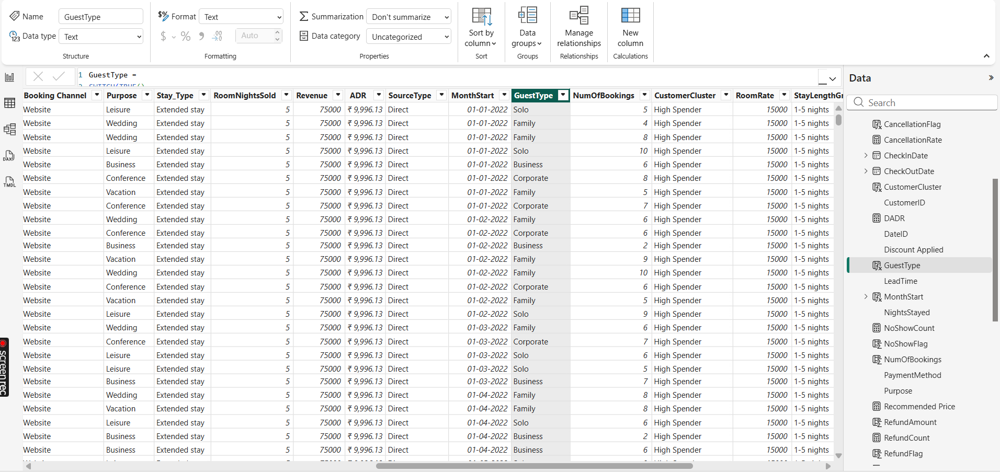 Name GuestType
Data type Text
Structure
Format Text
$ % 9 .00 Auto
Formatting
Summarization Don't summarize
Data category Uncategorized
Properties
Sort by column
Sort
Data groups
Groups
Manage relationships
Relationships
New column
Calculations
1 GuestType =
2 SWITCH(TRUE()
Booking Channel Purpose Stay_Type RoomNightsSold Revenue ADR SourceType MonthStart GuestType NumOfBookings CustomerCluster RoomRate StayLengthGr
Website Leisure Extended stay 5 75000 ₹ 9,996.13 Direct 01-01-2022 Solo 5 High Spender 15000 1-5 nights
Website Wedding Extended stay 5 75000 ₹ 9,996.13 Direct 01-01-2022 Family 4 High Spender 15000 1-5 nights
Website Wedding Extended stay 5 75000 ₹ 9,996.13 Direct 01-01-2022 Family 8 High Spender 15000 1-5 nights
Website Leisure Extended stay 5 75000 ₹ 9,996.13 Direct 01-01-2022 Solo 10 High Spender 15000 1-5 nights
Website Business Extended stay 5 75000 ₹ 9,996.13 Direct 01-01-2022 Business 6 High Spender 15000 1-5 nights
Website Conference Extended stay 5 75000 ₹ 9,996.13 Direct 01-01-2022 Corporate 8 High Spender 15000 1-5 nights
Website Vacation Extended stay 5 75000 ₹ 9,996.13 Direct 01-01-2022 Family 5 High Spender 15000 1-5 nights
Website Conference Extended stay 5 75000 ₹ 9,996.13 Direct 01-01-2022 Corporate 7 High Spender 15000 1-5 nights
Website Wedding Extended stay 5 75000 ₹ 9,996.13 Direct 01-02-2022 Family 6 High Spender 15000 1-5 nights
Website Conference Extended stay 5 75000 ₹ 9,996.13 Direct 01-02-2022 Corporate 6 High Spender 15000 1-5 nights
Website Business Extended stay 5 75000 ₹ 9,996.13 Direct 01-02-2022 Business 2 High Spender 15000 1-5 nights
Website Vacation Extended stay 5 75000 ₹ 9,996.13 Direct 01-02-2022 Family 9 High Spender 15000 1-5 nights
Website Wedding Extended stay 5 75000 ₹ 9,996.13 Direct 01-02-2022 Family 10 High Spender 15000 1-5 nights
Website Conference Extended stay 5 75000 ₹ 9,996.13 Direct 01-02-2022 Corporate 6 High Spender 15000 1-5 nights
Website Vacation Extended stay 5 75000 ₹ 9,996.13 Direct 01-02-2022 Family 5 High Spender 15000 1-5 nights
Website Leisure Extended stay 5 75000 ₹ 9,996.13 Direct 01-02-2022 Solo 9 High Spender 15000 1-5 nights
Website Wedding Extended stay 5 75000 ₹ 9,996.13 Direct 01-03-2022 Family 6 High Spender 15000 1-5 nights
Website Conference Extended stay 5 75000 ₹ 9,996.13 Direct 01-03-2022 Corporate 7 High Spender 15000 1-5 nights
Website Leisure Extended stay 5 75000 ₹ 9,996.13 Direct 01-03-2022 Solo 6 High Spender 15000 1-5 nights
Website Leisure Extended stay 5 75000 ₹ 9,996.13 Direct 01-03-2022 Solo 5 High Spender 15000 1-5 nights
Website Business Extended stay 5 75000 ₹ 9,996.13 Direct 01-03-2022 Business 7 High Spender 15000 1-5 nights
Website Wedding Extended stay 5 75000 ₹ 9,996.13 Direct 01-04-2022 Family 8 High Spender 15000 1-5 nights
Website Vacation Extended stay 5 75000 ₹ 9,996.13 Direct 01-04-2022 Family 8 High Spender 15000 1-5 nights
Website Leisure Extended stay 5 75000 ₹ 9,996.13 Direct 01-04-2022 Solo 6 High Spender 15000 1-5 nights
Website Business Extended stay 5 75000 ₹ 9,996.13 Direct 01-04-2022 Business 2 High Spender 15000 1-5 nights
Website Business Extended stay 5 75000 ₹ 9,996.13 Direct 01-04-2022 Business 6 High Spender 15000 1-5 nights
DAX
TMDL
screen rec
Data
Search
CancellationFlag
CancellationRate
CheckInDate
CheckOutDate
CustomerCluster
CustomerID
DADR
DateID
Discount Applied
GuestType
LeadTime
MonthStart
NightsStayed
NoShowCount
NoShowFlag
NumOfBookings
PaymentMethod
Purpose
Recommended Price
RefundAmount
RefundCount
RefundFlag